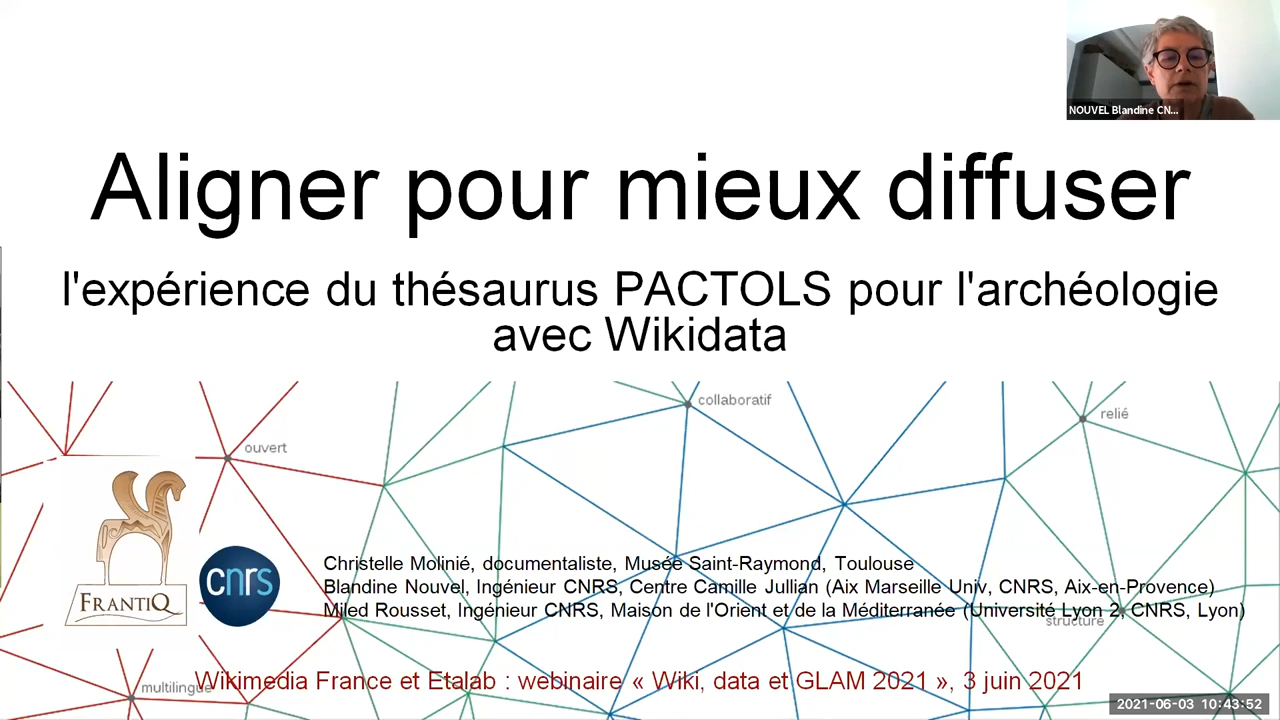 NOUVEL Blandine CN...
Aligner pour mieux diffuser
l'expérience du thésaurus PACTOLS pour l'archéologie
avec Wikidata
collaboratif
relié
ouvert
FRANTIQ
cnrs
Christelle Molinié, documentaliste, Musée Saint-Raymond, Toulouse
Blandine Nouvel, Ingénieur CNRS, Centre Camille Jullian (Aix Marseille Univ, CNRS, Aix-en-Provence)
Miled Rousset, Ingénieur CNRS, Maison de l'Orient et de la Méditerranée (Université Lyon 2, CNRS, Lyon)
structuré
multilingue
Wikimedia France et Etalab : webinaire « Wiki, data et GLAM 2021 », 3 juin 2021
2021-06-03 10:43:52